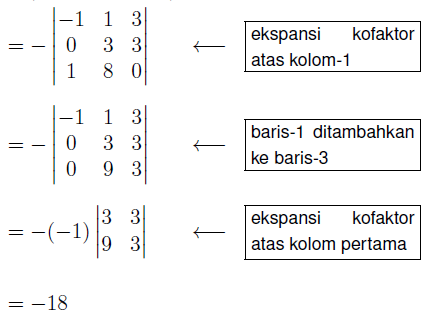 = − |−1 1 3|
|0 3 3|
|1 8 0|
⟵ ekspansi kofaktor
atas kolom-1
= − |−1 1 3|
|0 3 3|
|0 9 3|
⟵ baris-1 ditambahkan
ke baris-3
= −(−1) |3 3|
|9 3|
⟵ ekspansi kofaktor
atas kolom pertama
= −18